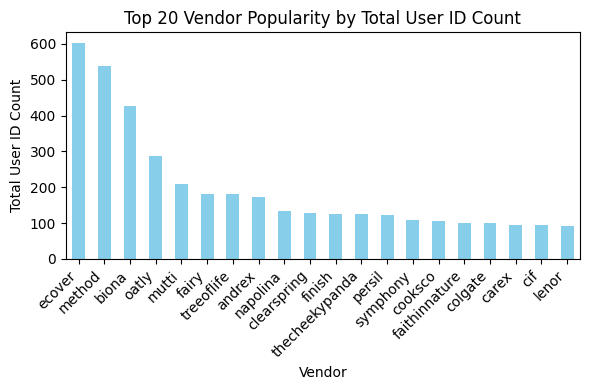 Top 20 Vendor Popularity by Total User ID Count
Total User ID Count
600
500
400
300
200
100
0
ecover
method
biona
oatly
mutti
fairy
treeoflife
andrex
napolina
clearspring
finish
thecheekypanda
persil
symphony
cooksco
faithinnature
colgate
carex
cif
lenor
Vendor